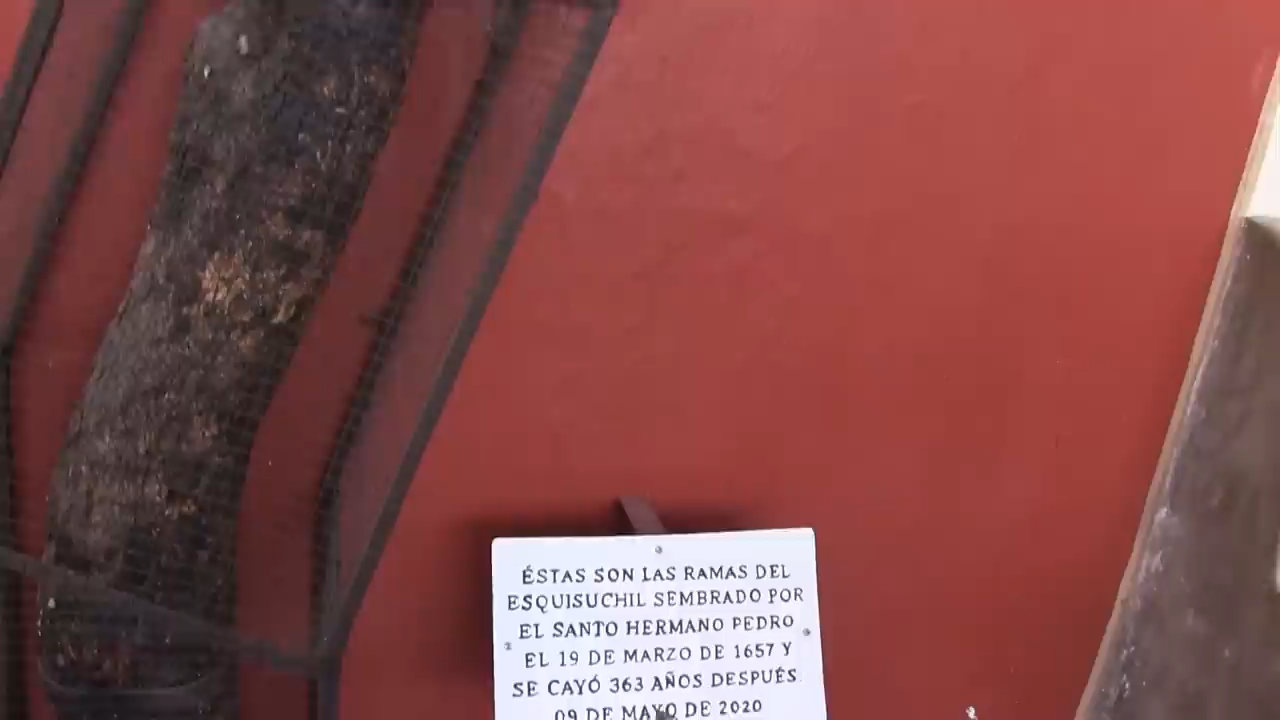 ÉSTAS SON LAS RAMAS DEL
ESQUISUCHIL SEMBRADO POR
EL SANTO HERMANO PEDRO
EL 19 DE MARZO DE 1657 Y
SE CAYÓ 363 AÑOS DESPUÉS.
09 DE MAYO DE 2020